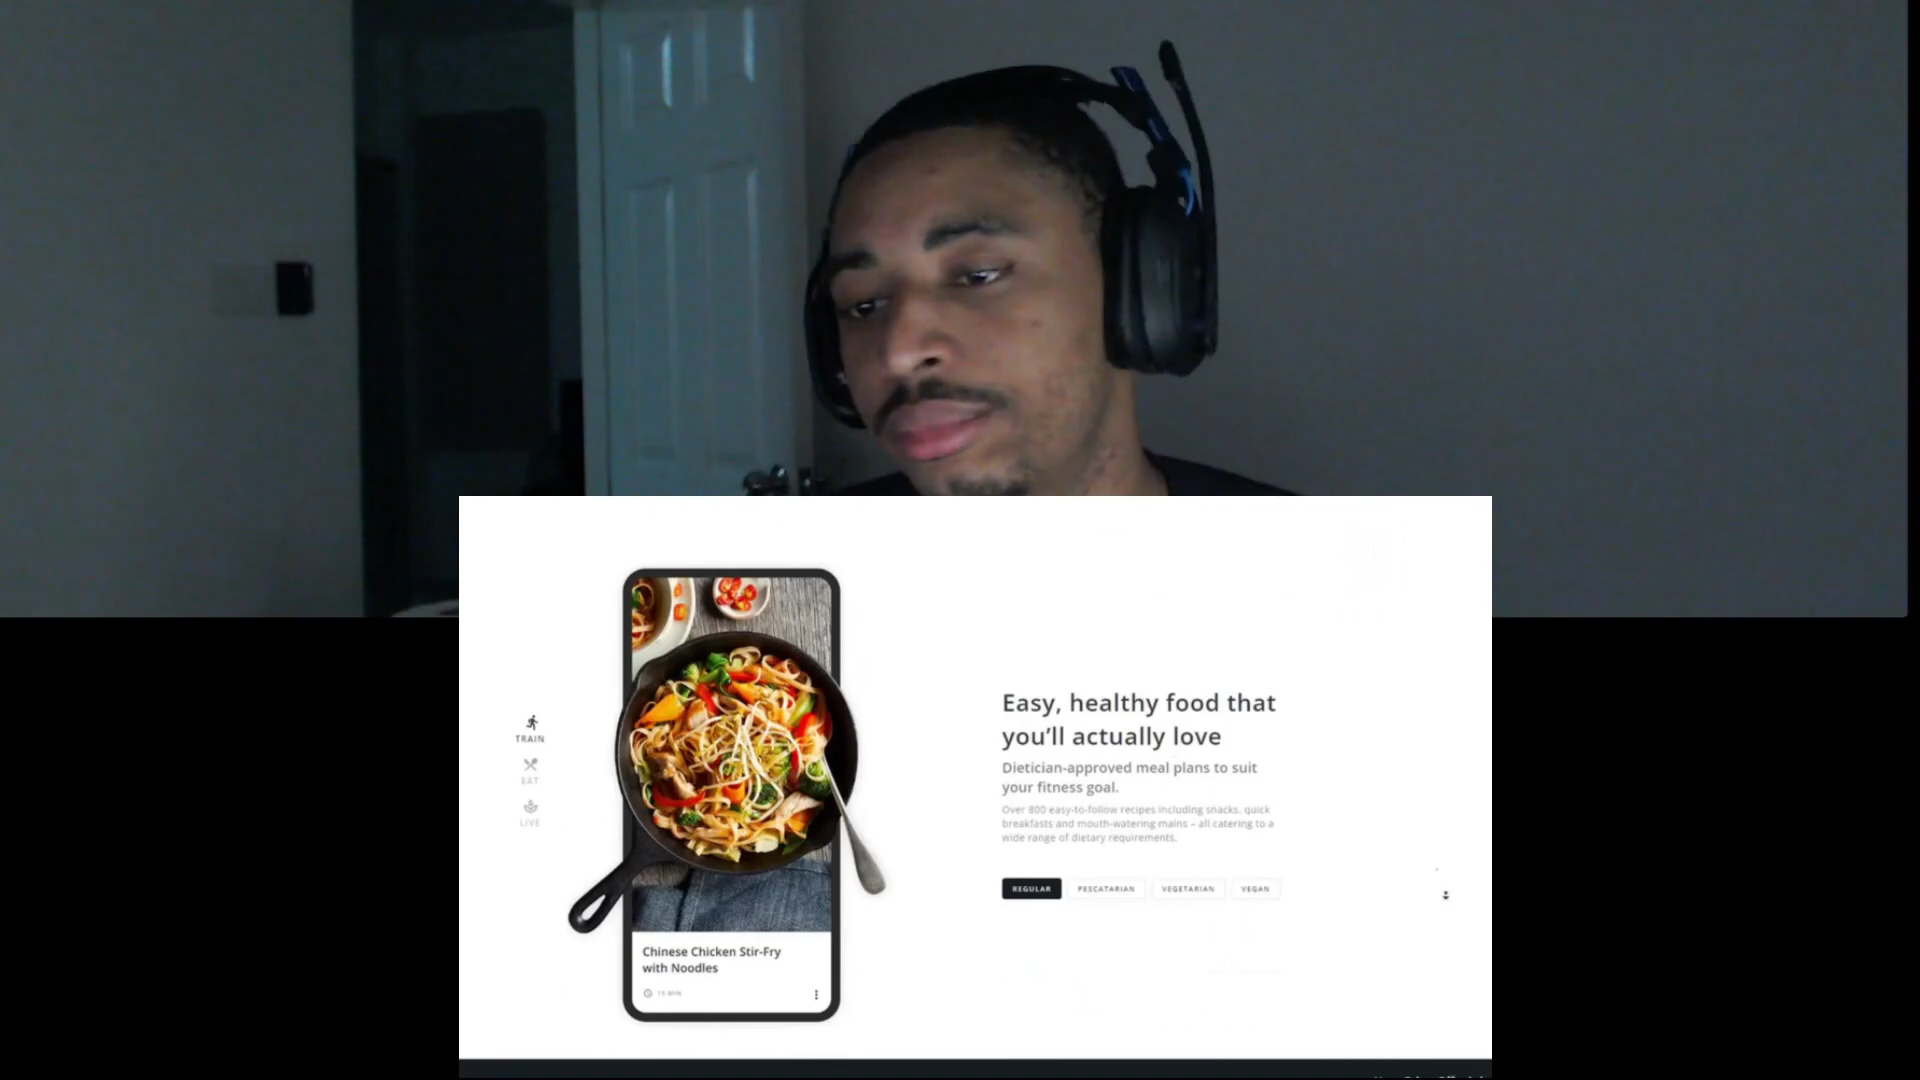 TRAIN
EAT
LIVE
Easy, healthy food that
you'll actually love
Dietician-approved meal plans to suit
your fitness goal.
Over 800 easy-to-follow recipes including snacks, quick
breakfasts and mouth-watering mains – all catering to a
wide range of dietary requirements.
REGULAR
PESCATARIAN
VEGETARIAN
VEGAN
Chinese Chicken Stir-Fry
with Noodles
15 MIN